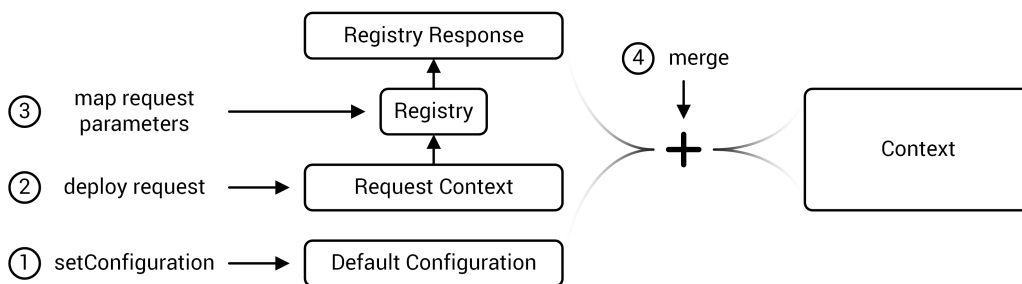 Registry Response
4 merge
3 map request
parameters
Registry
Context
2 deploy request
Request Context
1 setConfiguration
Default Configuration